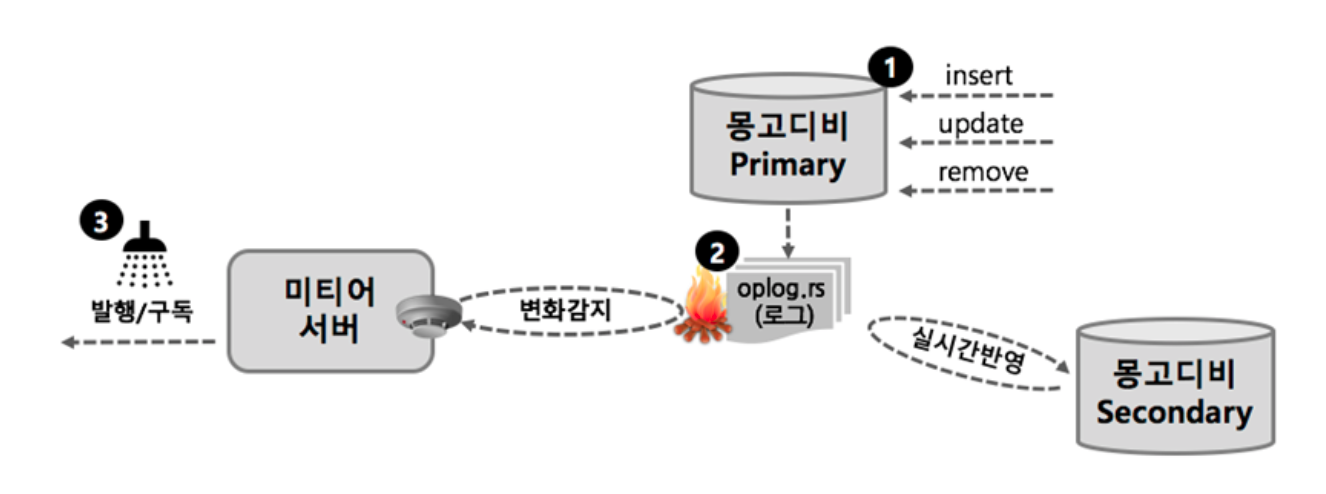 1
insert
update
remove
몽고디비
Primary
2
oplog.rs
(로그)
변화감지
미티어
서버
3
발행/구독
실시간반영
몽고디비
Secondary